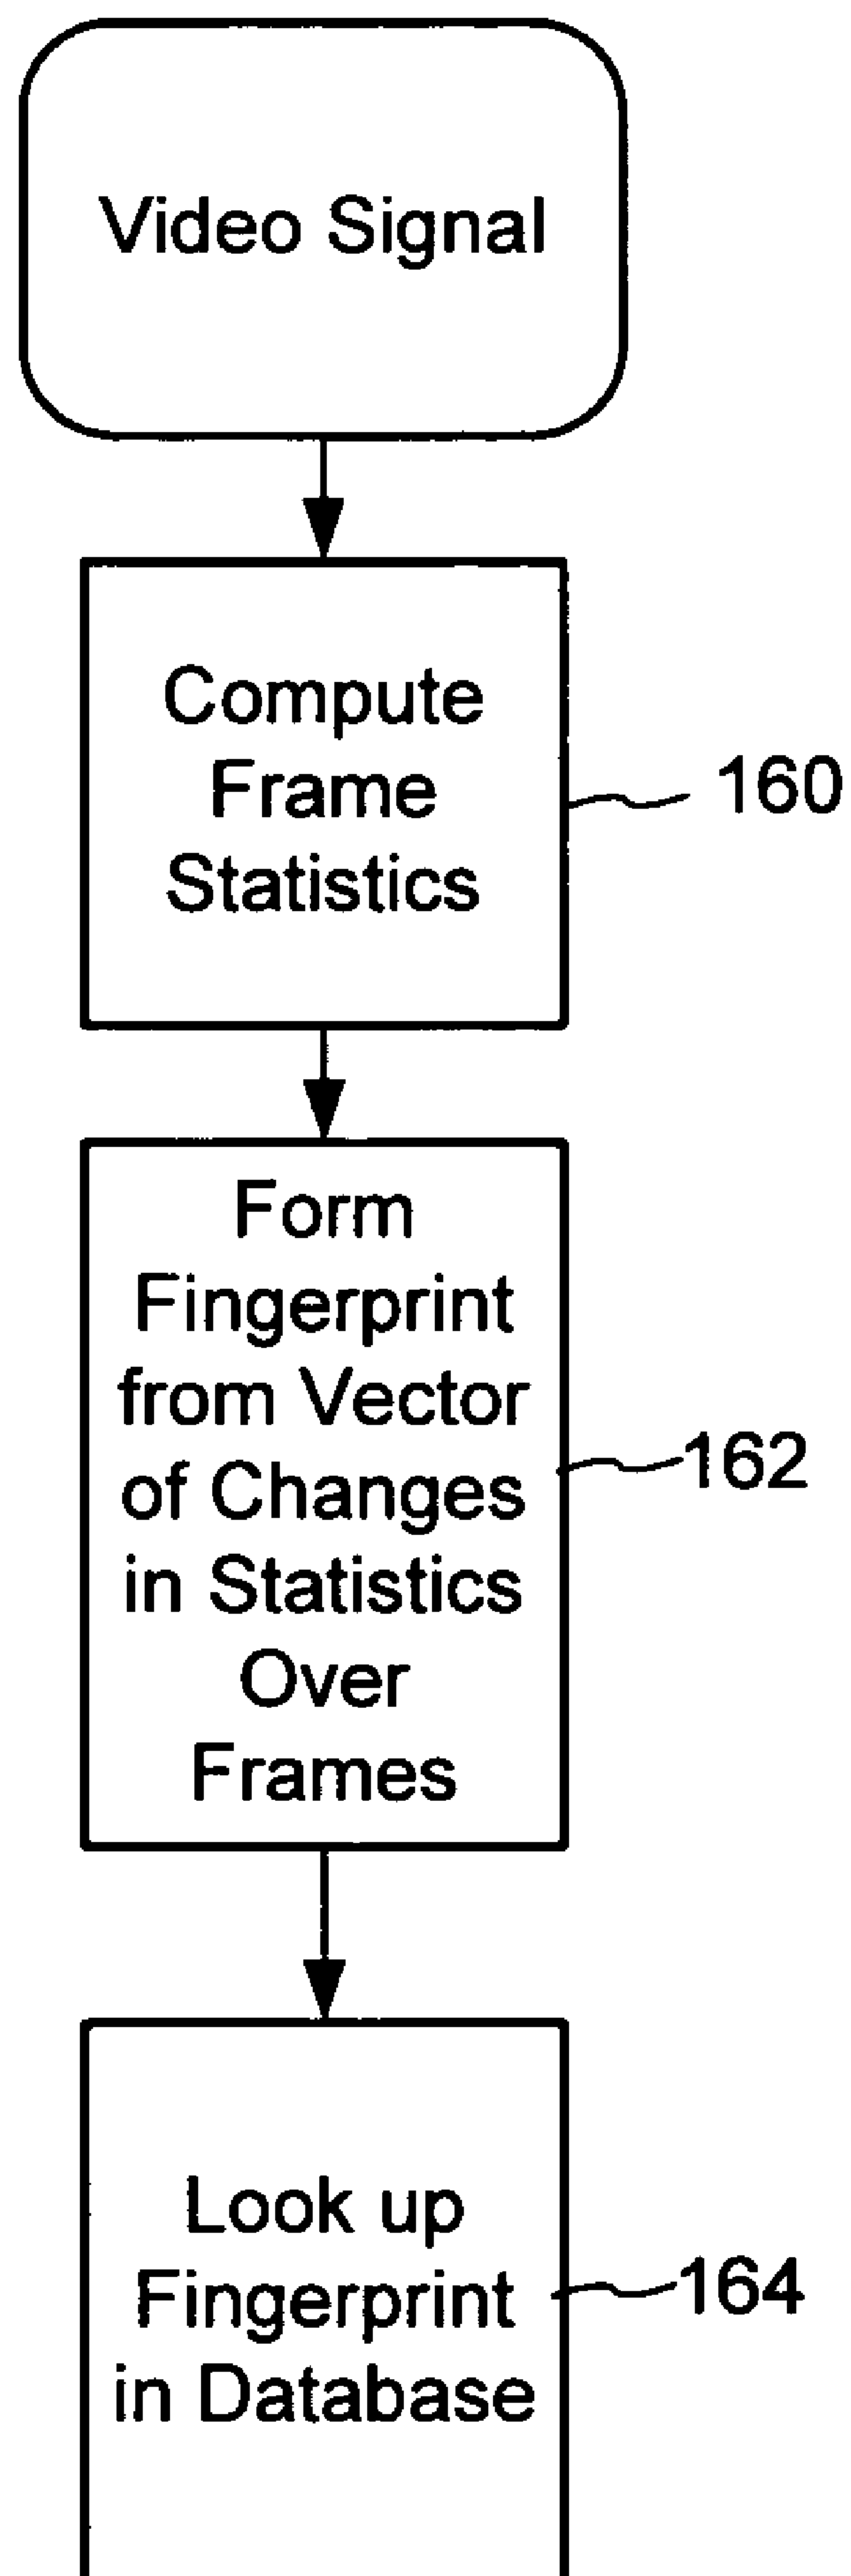 Video Signal
Compute
Frame
Statistics
160
Form
Fingerprint
from Vector
of Changes
in Statistics
Over
Frames
162
Look up
Fingerprint
in Database
164